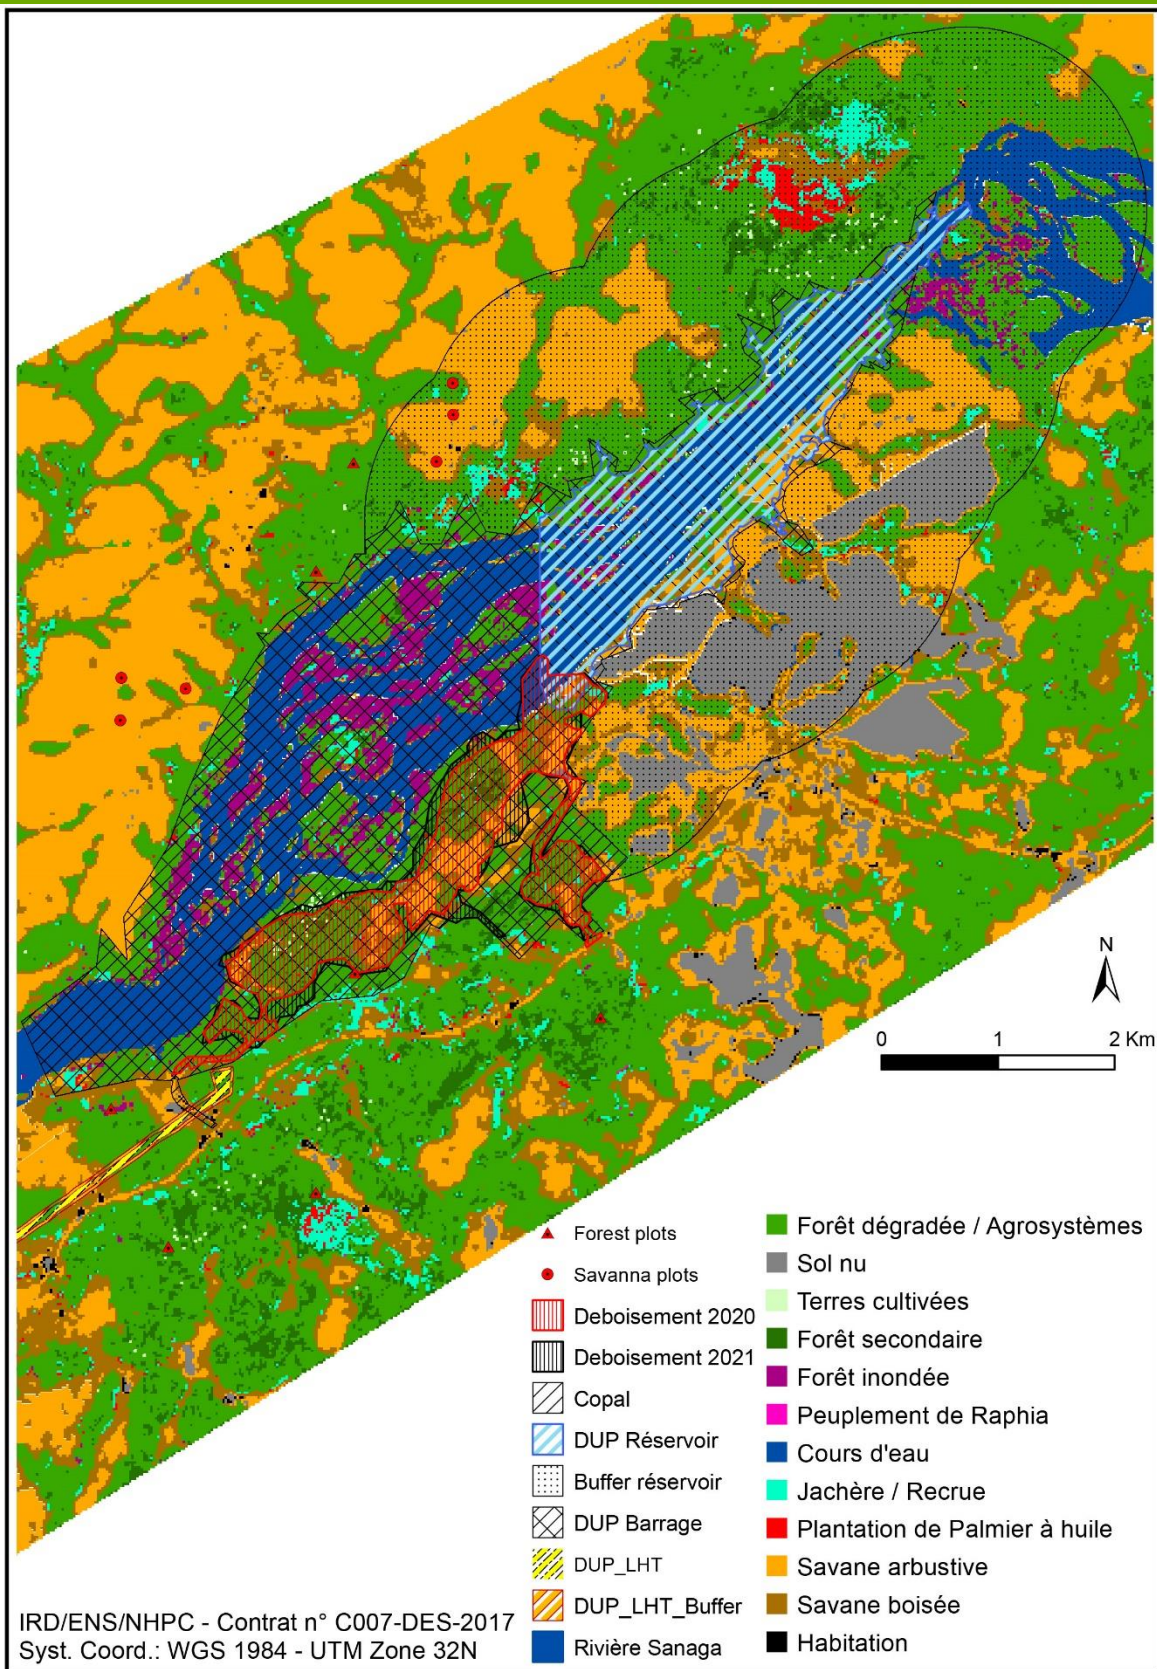 N
0 1 2 Km
Forest plots
Savanna plots
Deboisement 2020
Deboisement 2021
Copal
DUP Réservoir
Buffer réservoir
DUP Barrage
DUP_LHT
DUP_LHT_Buffer
Rivière Sanaga
Forêt dégradée / Agrosystèmes
Sol nu
Terres cultivées
Forêt secondaire
Forêt inondée
Peuplement de Raphia
Cours d'eau
Jachère / Recrue
Plantation de Palmier à huile
Savane arbustive
Savane boisée
Habitation
IRD/ENS/NHPC - Contrat n° C007-DES-2017
Syst. Coord.: WGS 1984 - UTM Zone 32N